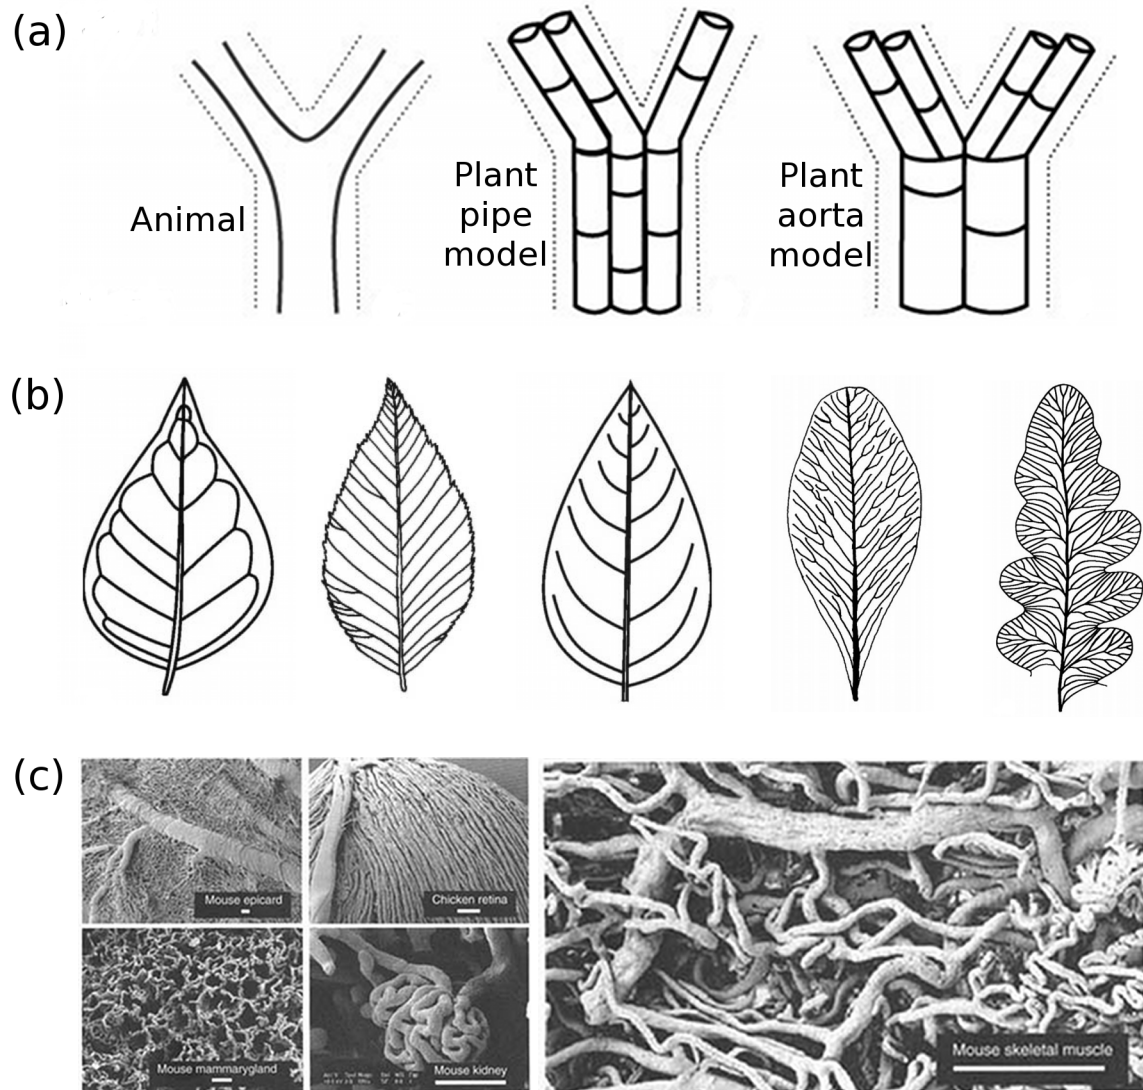 (a)
Animal
Plant
pipe
model
Plant
aorta
model
(b)
(c)
Mouse epicard
Chicken retina
Mouse mammarygland
Mouse kidney
Mouse skeletal muscle